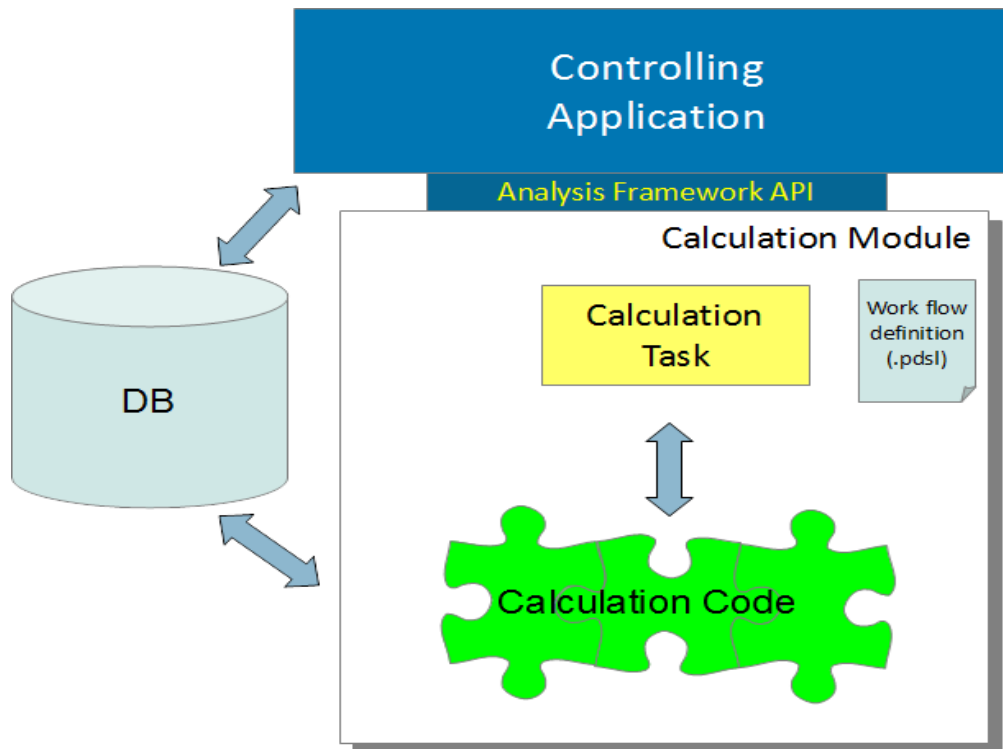 Controlling
Application
Analysis Framework API
Calculation Module
Calculation
Task
Work flow
definition
(.pdsl)
DB
Calculation Code